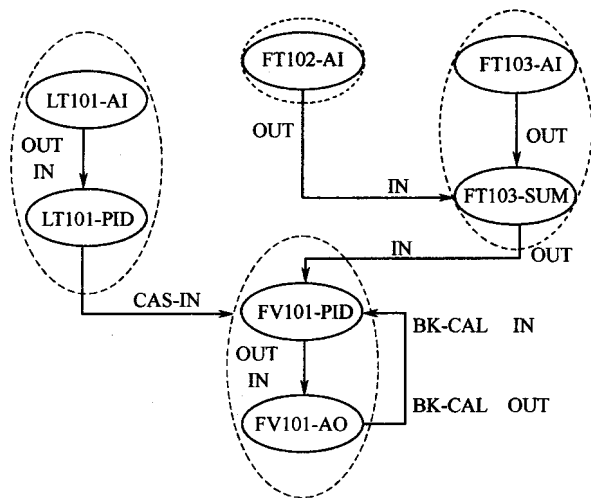 FT102-AI
FT103-AI
LT101-AI
OUT
OUT
OUT
IN
IN
LT101-PID
FT103-SUM
IN
OUT
CAS-IN
FV101-PID
BK-CAL IN
OUT
IN
BK-CAL OUT
FV101-AO